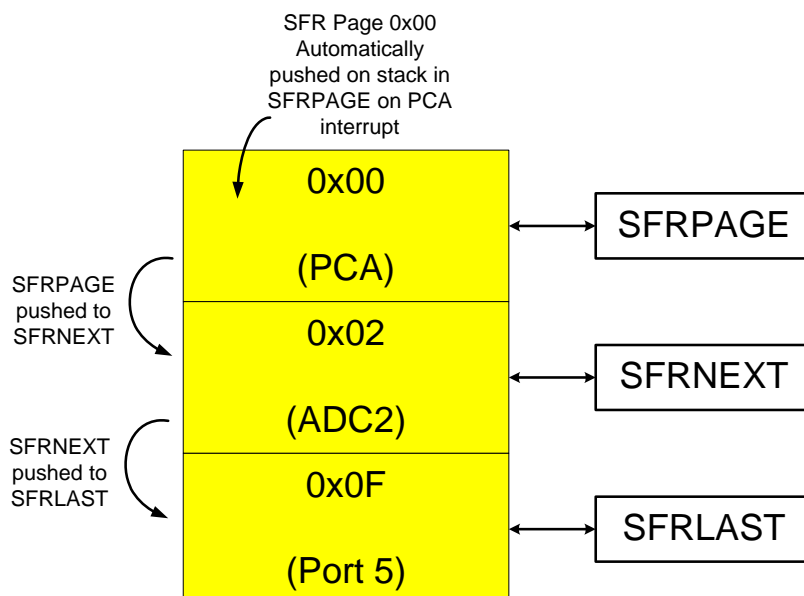 SFR Page 0x00
Automatically
pushed on stack in
SFRPAGE on PCA
interrupt
0x00
(PCA)
SFRPAGE
SFRPAGE
pushed to
SFRNEXT
0x02
(ADC2)
SFRNEXT
SFRNEXT
pushed to
SFRLAST
0x0F
(Port 5)
SFRLAST